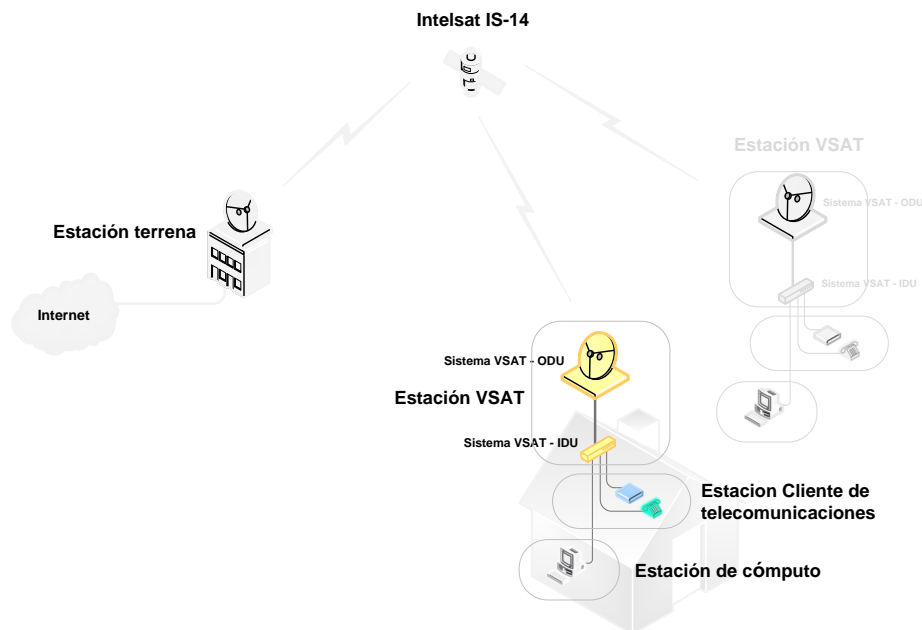 Intelsat IS-14
Estación VSAT
Sistema VSAT - ODU
Estación terrena
Sistema VSAT - IDU
Internet
Sistema VSAT - ODU
Estación VSAT
Sistema VSAT - IDU
Estacion Cliente de
telecomunicaciones
Estación de cómputo